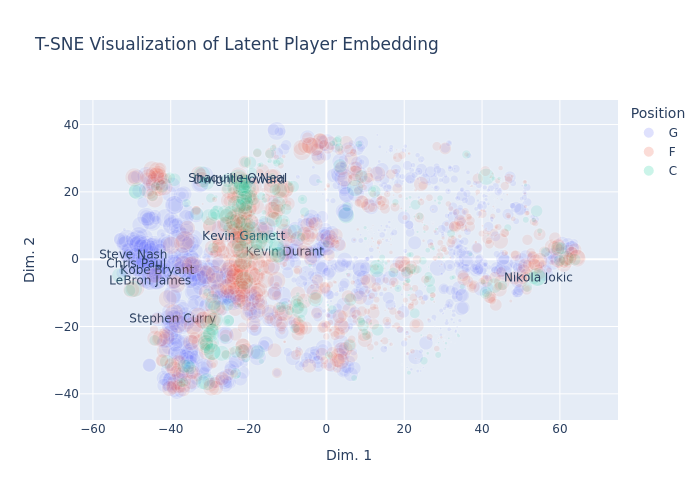 T-SNE Visualization of Latent Player Embedding
Position
G
F
C
40
20
0
−20
−40
Dim. 2
Shaquille O'Neal
Dwight Howard
Kevin Garnett
Kevin Durant
Steve Nash
Chris Paul
Kobe Bryant
LeBron James
Nikola Jokic
Stephen Curry
−60
−40
−20
0
20
40
60
Dim. 1